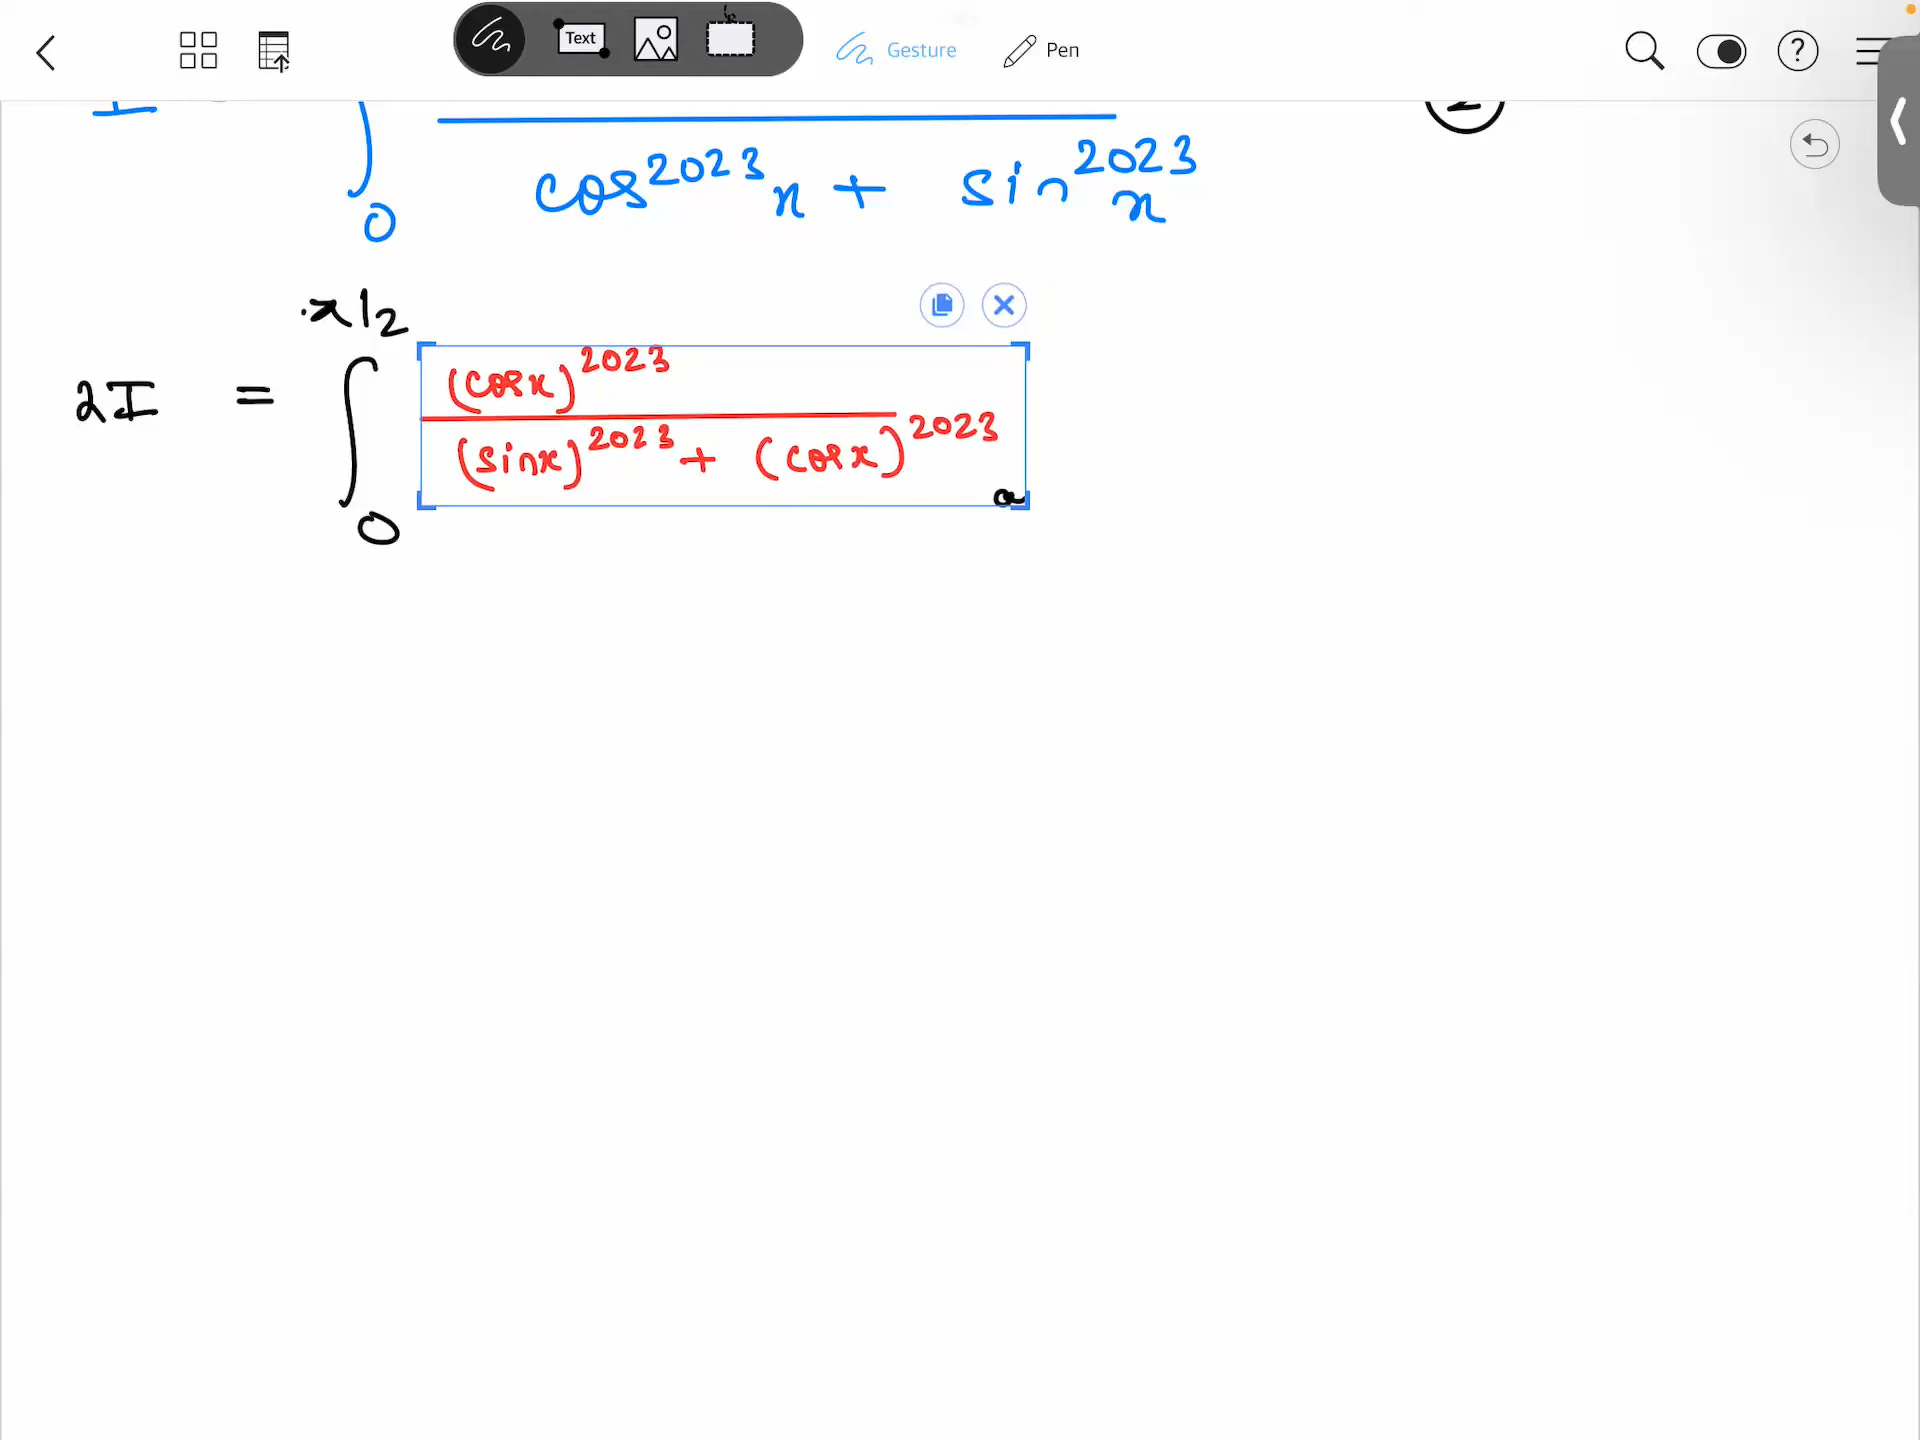 Text Gesture Pen
I
∫ 0 cos^2023 x + sin^2023 x
2I = ∫ 0 π/2 (cosx)^2023 / (sinx)^2023 + (cosx)^2023